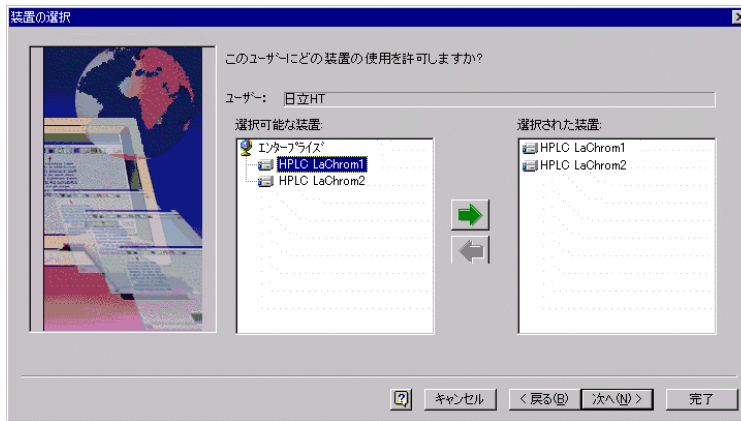 装置の選択
このユーザーにどの装置の使用を許可しますか?
ユーザー: 日立HT
選択可能な装置:
エンタープライズ
HPLC LaChrom1
HPLC LaChrom2
選択された装置:
HPLC LaChrom1
HPLC LaChrom2
キャンセル
< 戻る(B)
次へ(N) >
完了